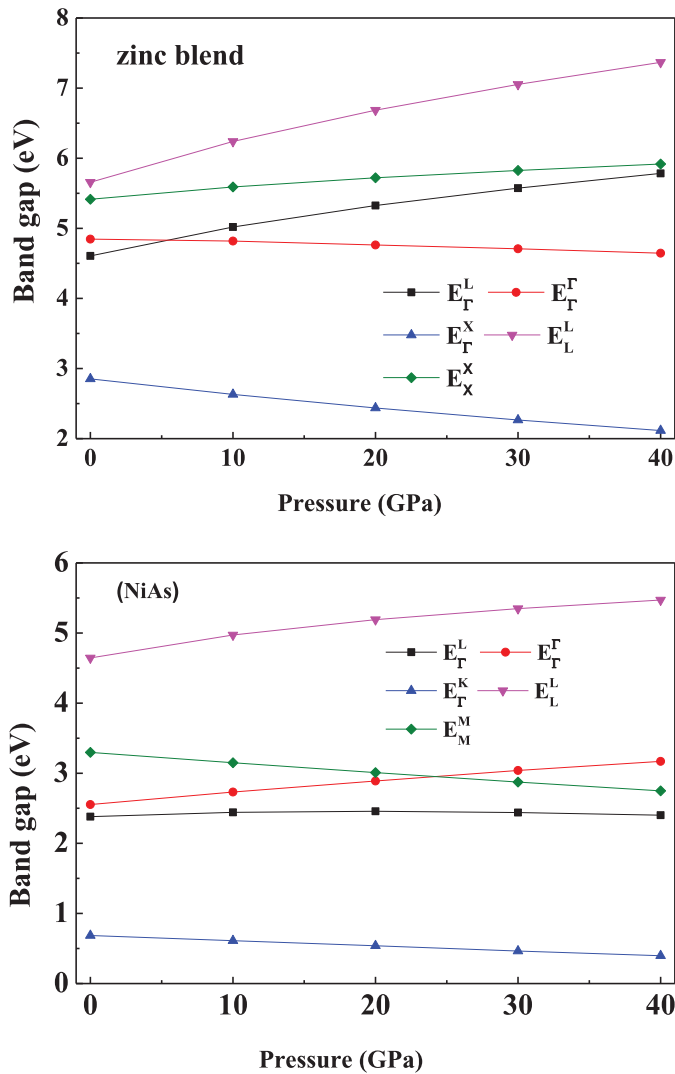 8
zinc blend
7
6
5
4
3
2
Band gap (eV)
E_Γ^L E_Γ^Γ
E_Γ^X E_L^L
E_X^X
0 10 20 30 40
Pressure (GPa)
6
(NiAs)
5
4
3
2
1
0
Band gap (eV)
E_Γ^L E_Γ^Γ
E_Γ^K E_L^L
E_M^M
0 10 20 30 40
Pressure (GPa)